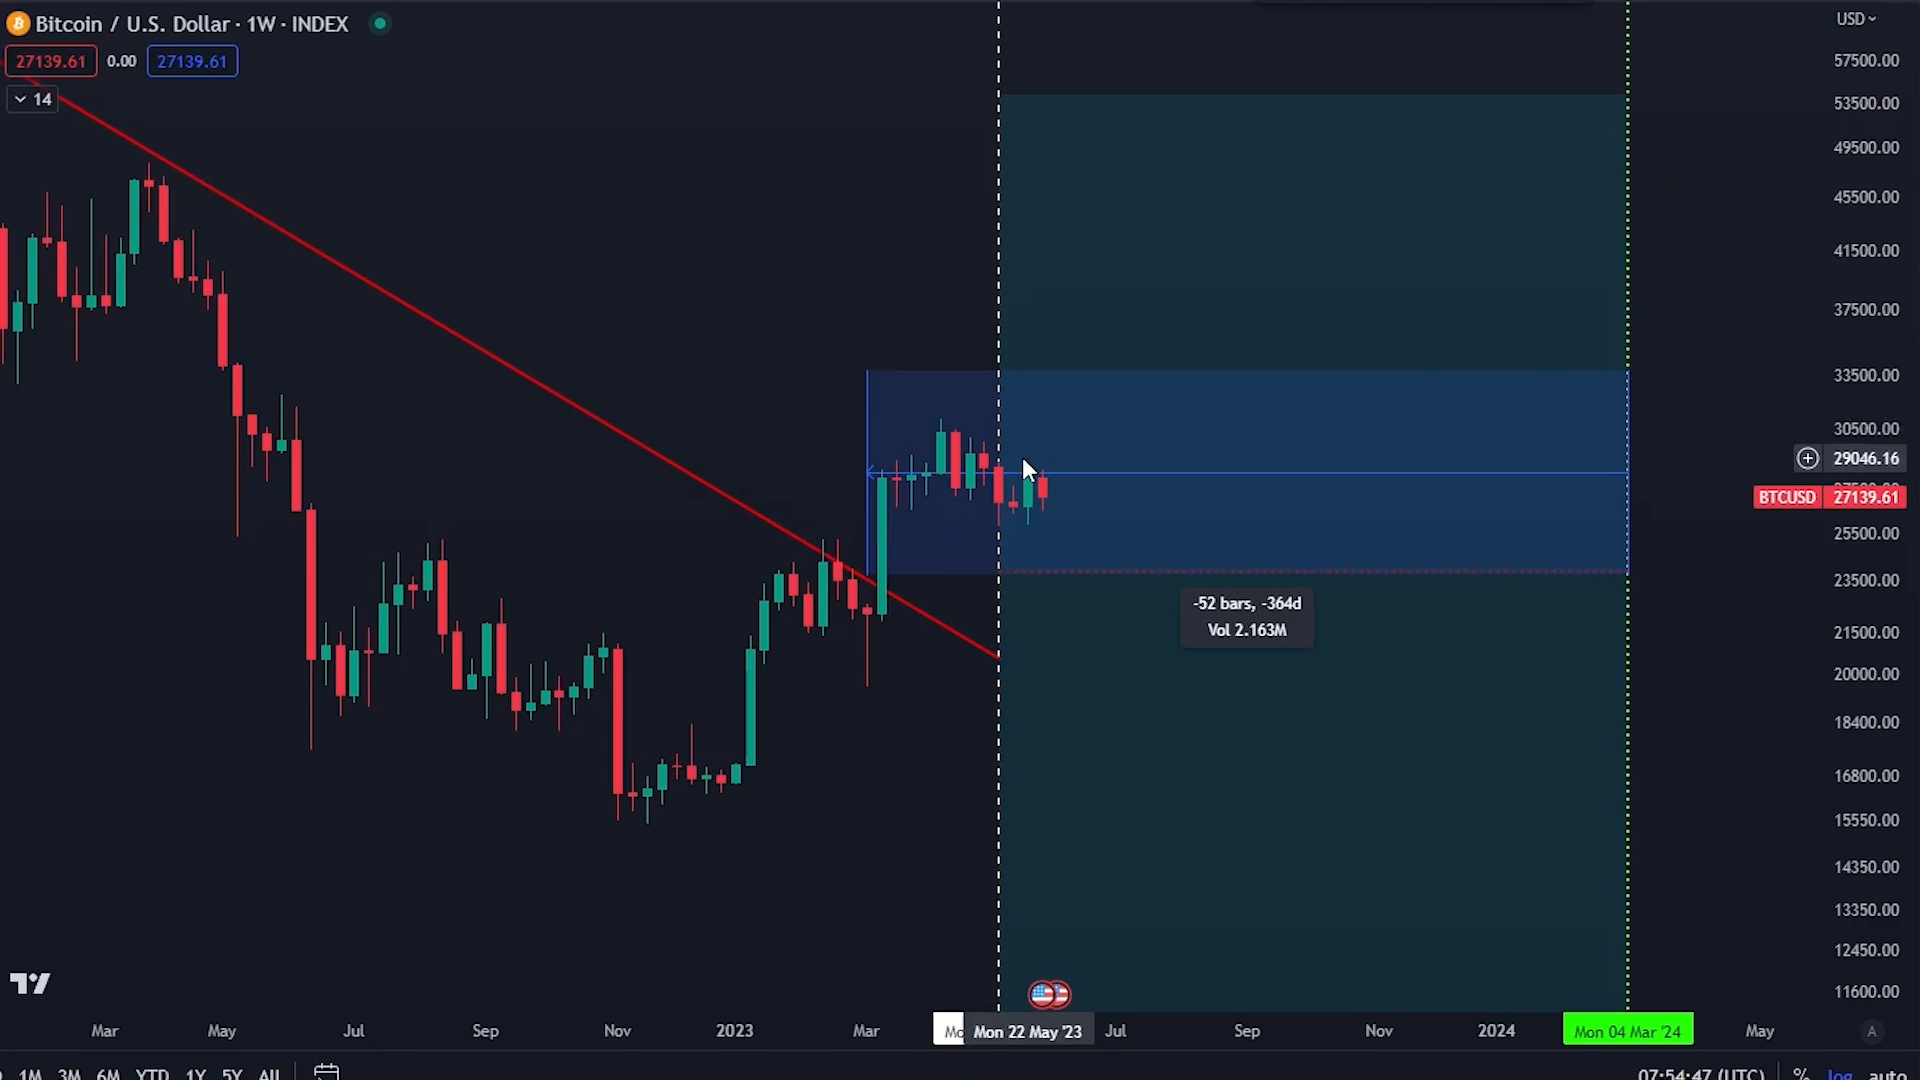 Bitcoin / U.S. Dollar · 1W · INDEX
USD
27139.61 0.00 27139.61
14
57500.00
53500.00
49500.00
45500.00
41500.00
37500.00
33500.00
30500.00
29046.16
BTCUSD 27139.61
25500.00
23500.00
21500.00
20000.00
18400.00
16800.00
15550.00
14350.00
13350.00
12450.00
11600.00
-52 bars, -364d
Vol 2.163M
Mar May Jul Sep Nov 2023 Mar Mo Mon 22 May '23 Jul Sep Nov 2024 Mon 04 Mar '24 May A
1M 3M 6M YTD 1Y 5Y All 07:54:47 (UTC) % log auto